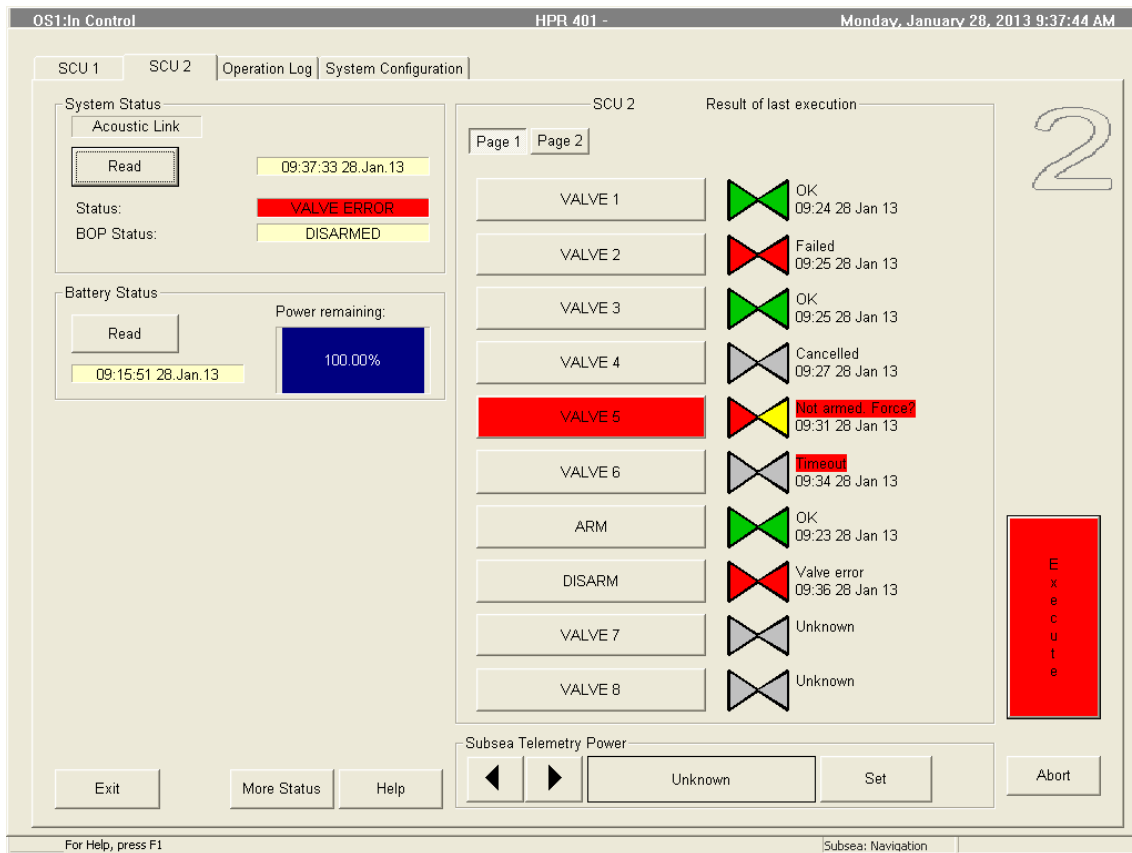 OS1:In Control
HPR 401 -
Monday, January 28, 2013 9:37:44 AM
SCU 1
SCU 2
Operation Log
System Configuration
System Status
Acoustic Link
Read
09:37:33 28.Jan.13
Status:
VALVE ERROR
BOP Status:
DISARMED
Battery Status
Read
Power remaining:
100.00%
09:15:51 28.Jan.13
SCU 2
Result of last execution
Page 1
Page 2
VALVE 1
OK
09:24 28 Jan 13
VALVE 2
Failed
09:25 28 Jan 13
VALVE 3
OK
09:25 28 Jan 13
VALVE 4
Cancelled
09:27 28 Jan 13
VALVE 5
Not armed. Force?
09:31 28 Jan 13
VALVE 6
Timeout
09:34 28 Jan 13
ARM
OK
09:23 28 Jan 13
DISARM
Valve error
09:36 28 Jan 13
VALVE 7
Unknown
VALVE 8
Unknown
2
Execute
Subsea Telemetry Power
Unknown
Set
Abort
Exit
More Status
Help
For Help, press F1
Subsea: Navigation